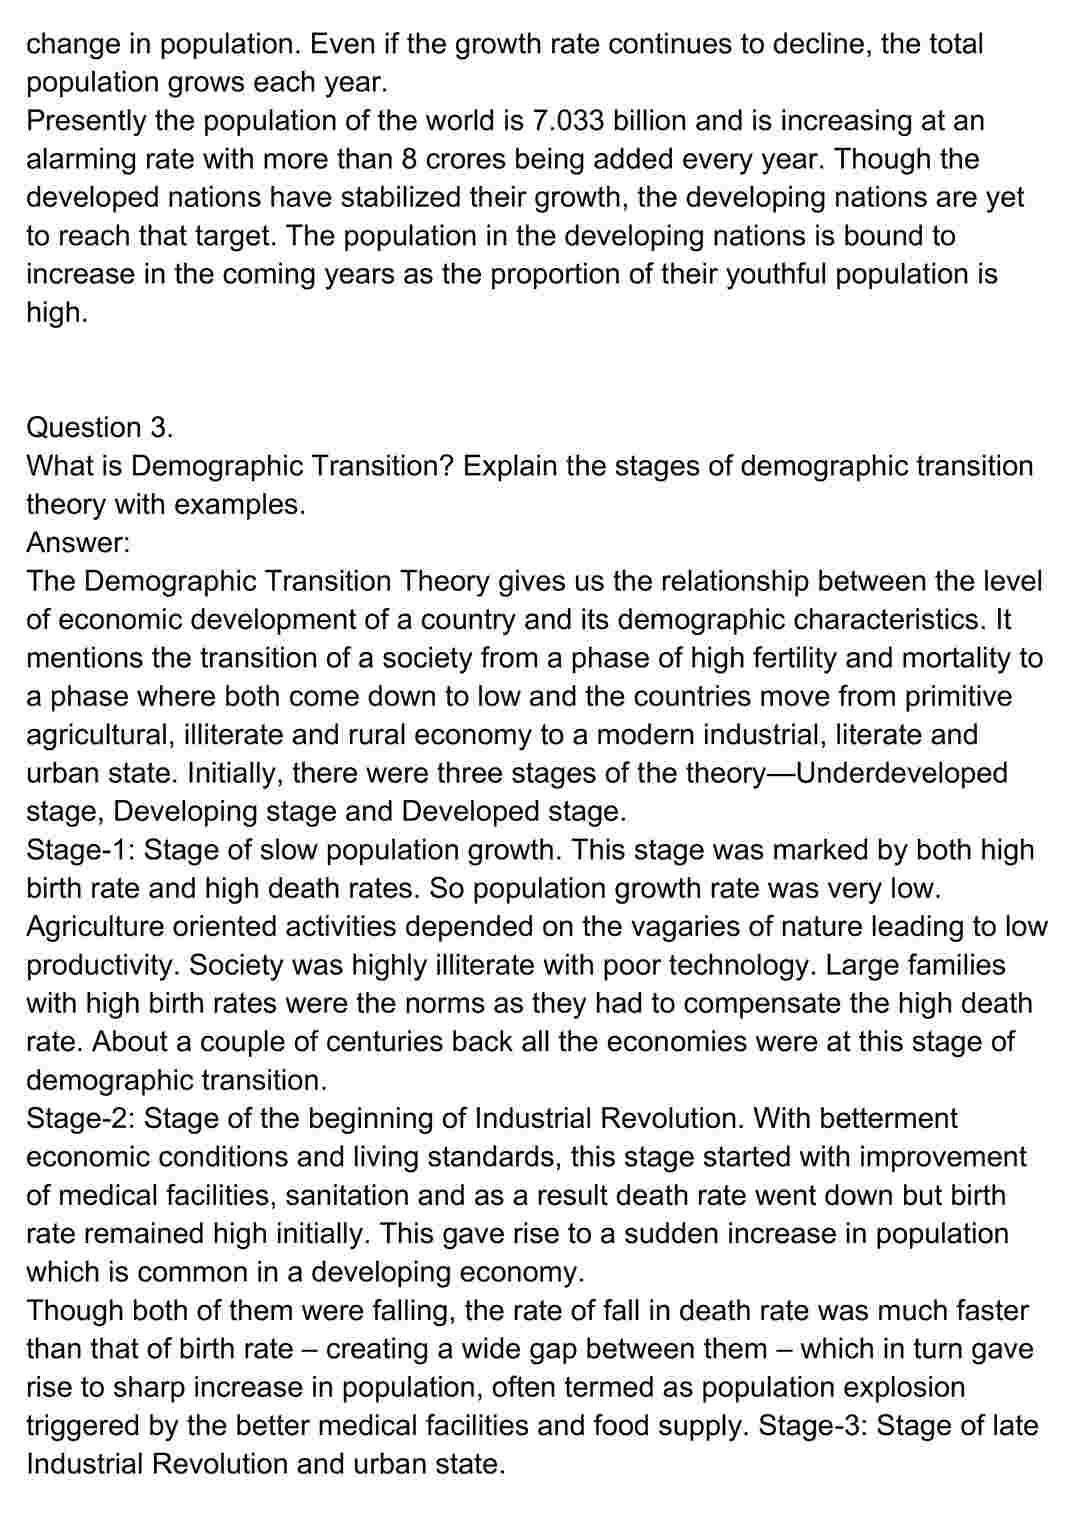 change in population. Even if the growth rate continues to decline, the total
population grows each year.
Presently the population of the world is 7.033 billion and is increasing at an
alarming rate with more than 8 crores being added every year. Though the
developed nations have stabilized their growth, the developing nations are yet
to reach that target. The population in the developing nations is bound to
increase in the coming years as the proportion of their youthful population is
high.
Question 3.
What is Demographic Transition? Explain the stages of demographic transition
theory with examples.
Answer:
The Demographic Transition Theory gives us the relationship between the level
of economic development of a country and its demographic characteristics. It
mentions the transition of a society from a phase of high fertility and mortality to
a phase where both come down to low and the countries move from primitive
agricultural, illiterate and rural economy to a modern industrial, literate and
urban state. Initially, there were three stages of the theory—Underdeveloped
stage, Developing stage and Developed stage.
Stage-1: Stage of slow population growth. This stage was marked by both high
birth rate and high death rates. So population growth rate was very low.
Agriculture oriented activities depended on the vagaries of nature leading to low
productivity. Society was highly illiterate with poor technology. Large families
with high birth rates were the norms as they had to compensate the high death
rate. About a couple of centuries back all the economies were at this stage of
demographic transition.
Stage-2: Stage of the beginning of Industrial Revolution. With betterment
economic conditions and living standards, this stage started with improvement
of medical facilities, sanitation and as a result death rate went down but birth
rate remained high initially. This gave rise to a sudden increase in population
which is common in a developing economy.
Though both of them were falling, the rate of fall in death rate was much faster
than that of birth rate – creating a wide gap between them – which in turn gave
rise to sharp increase in population, often termed as population explosion
triggered by the better medical facilities and food supply. Stage-3: Stage of late
Industrial Revolution and urban state.